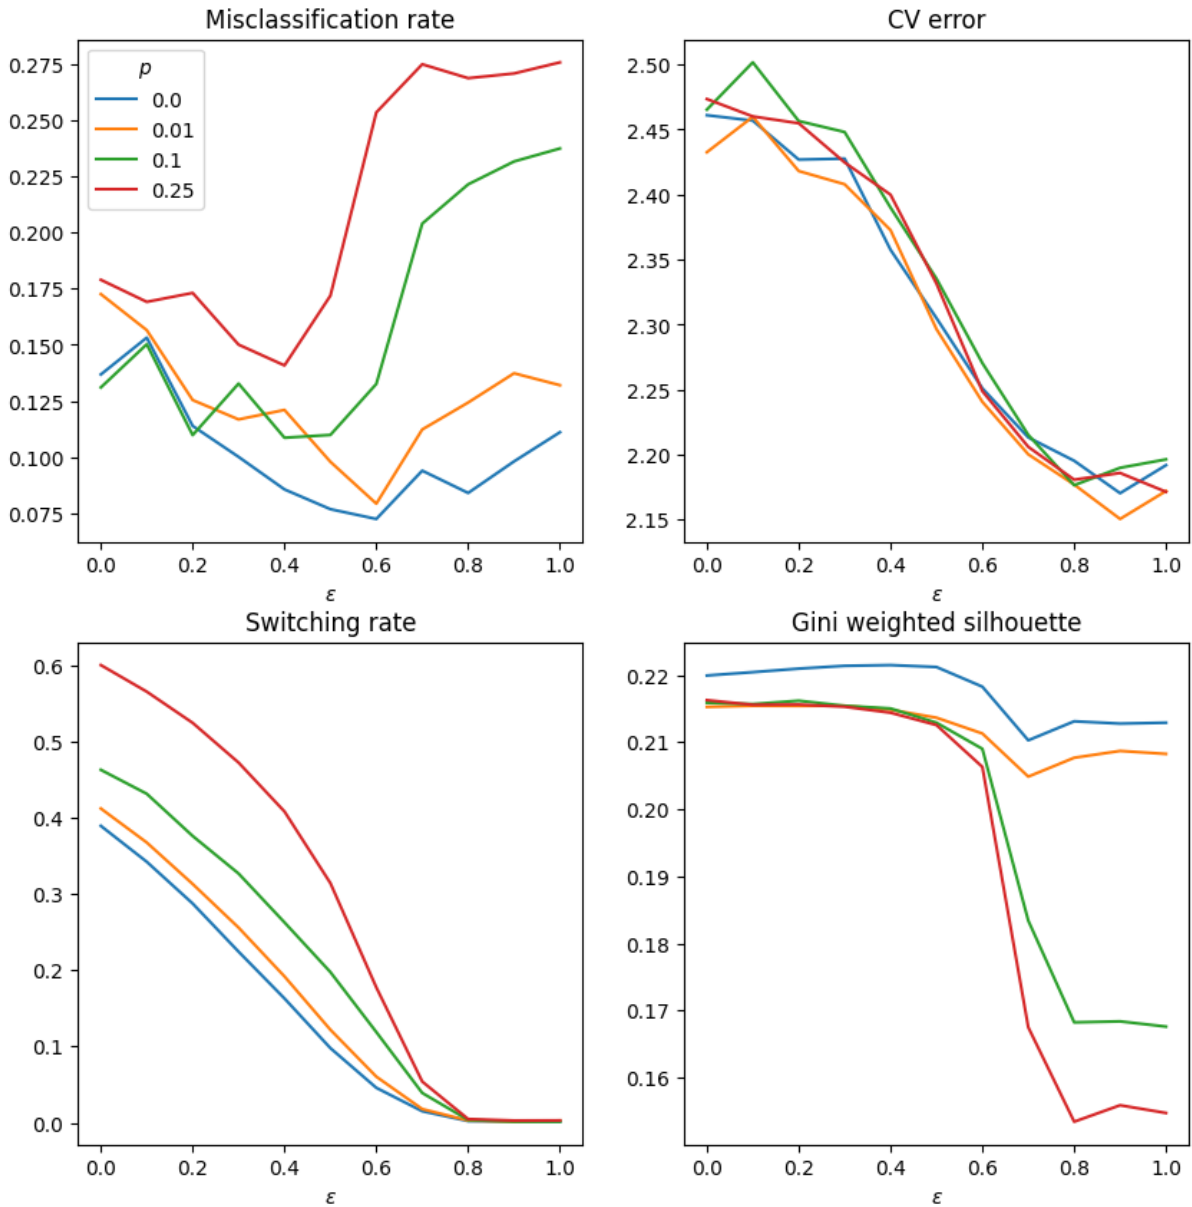 Misclassification rate
0.275
0.250
0.225
0.200
0.175
0.150
0.125
0.100
0.075
p
0.0
0.01
0.1
0.25
0.0 0.2 0.4 0.6 0.8 1.0
ε
CV error
2.50
2.45
2.40
2.35
2.30
2.25
2.20
2.15
0.0 0.2 0.4 0.6 0.8 1.0
ε
Switching rate
0.6
0.5
0.4
0.3
0.2
0.1
0.0
0.0 0.2 0.4 0.6 0.8 1.0
ε
Gini weighted silhouette
0.22
0.21
0.20
0.19
0.18
0.17
0.16
0.0 0.2 0.4 0.6 0.8 1.0
ε